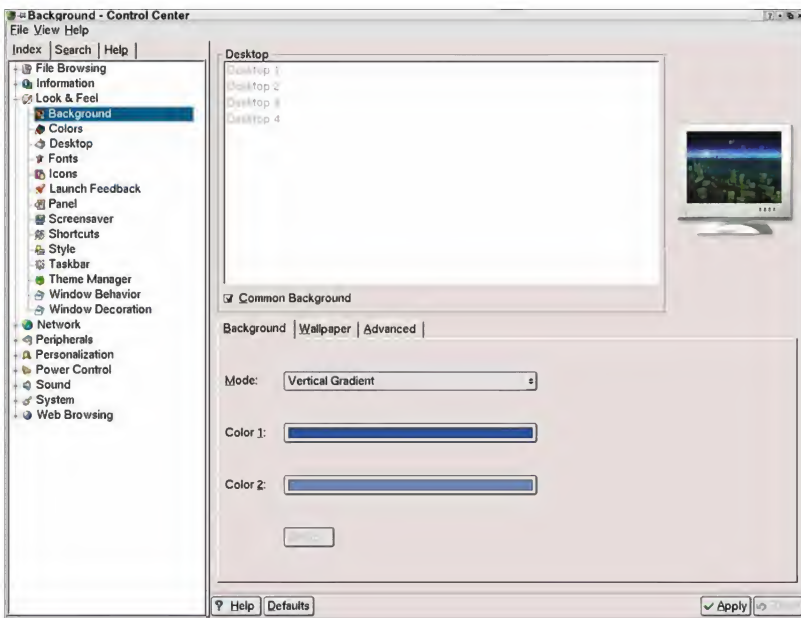 Background - Control Center
File View Help
Index Search Help
File Browsing
Information
Look & Feel
Background
Colors
Desktop
Fonts
Icons
Launch Feedback
Panel
Screensaver
Shortcuts
Style
Taskbar
Theme Manager
Window Behavior
Window Decoration
Network
Peripherals
Personalization
Power Control
Sound
System
Web Browsing
Desktop
Desktop 1
Desktop 2
Desktop 3
Desktop 4
Common Background
Background Wallpaper Advanced
Mode: Vertical Gradient
Color 1:
Color 2:
? Help Defaults
Apply